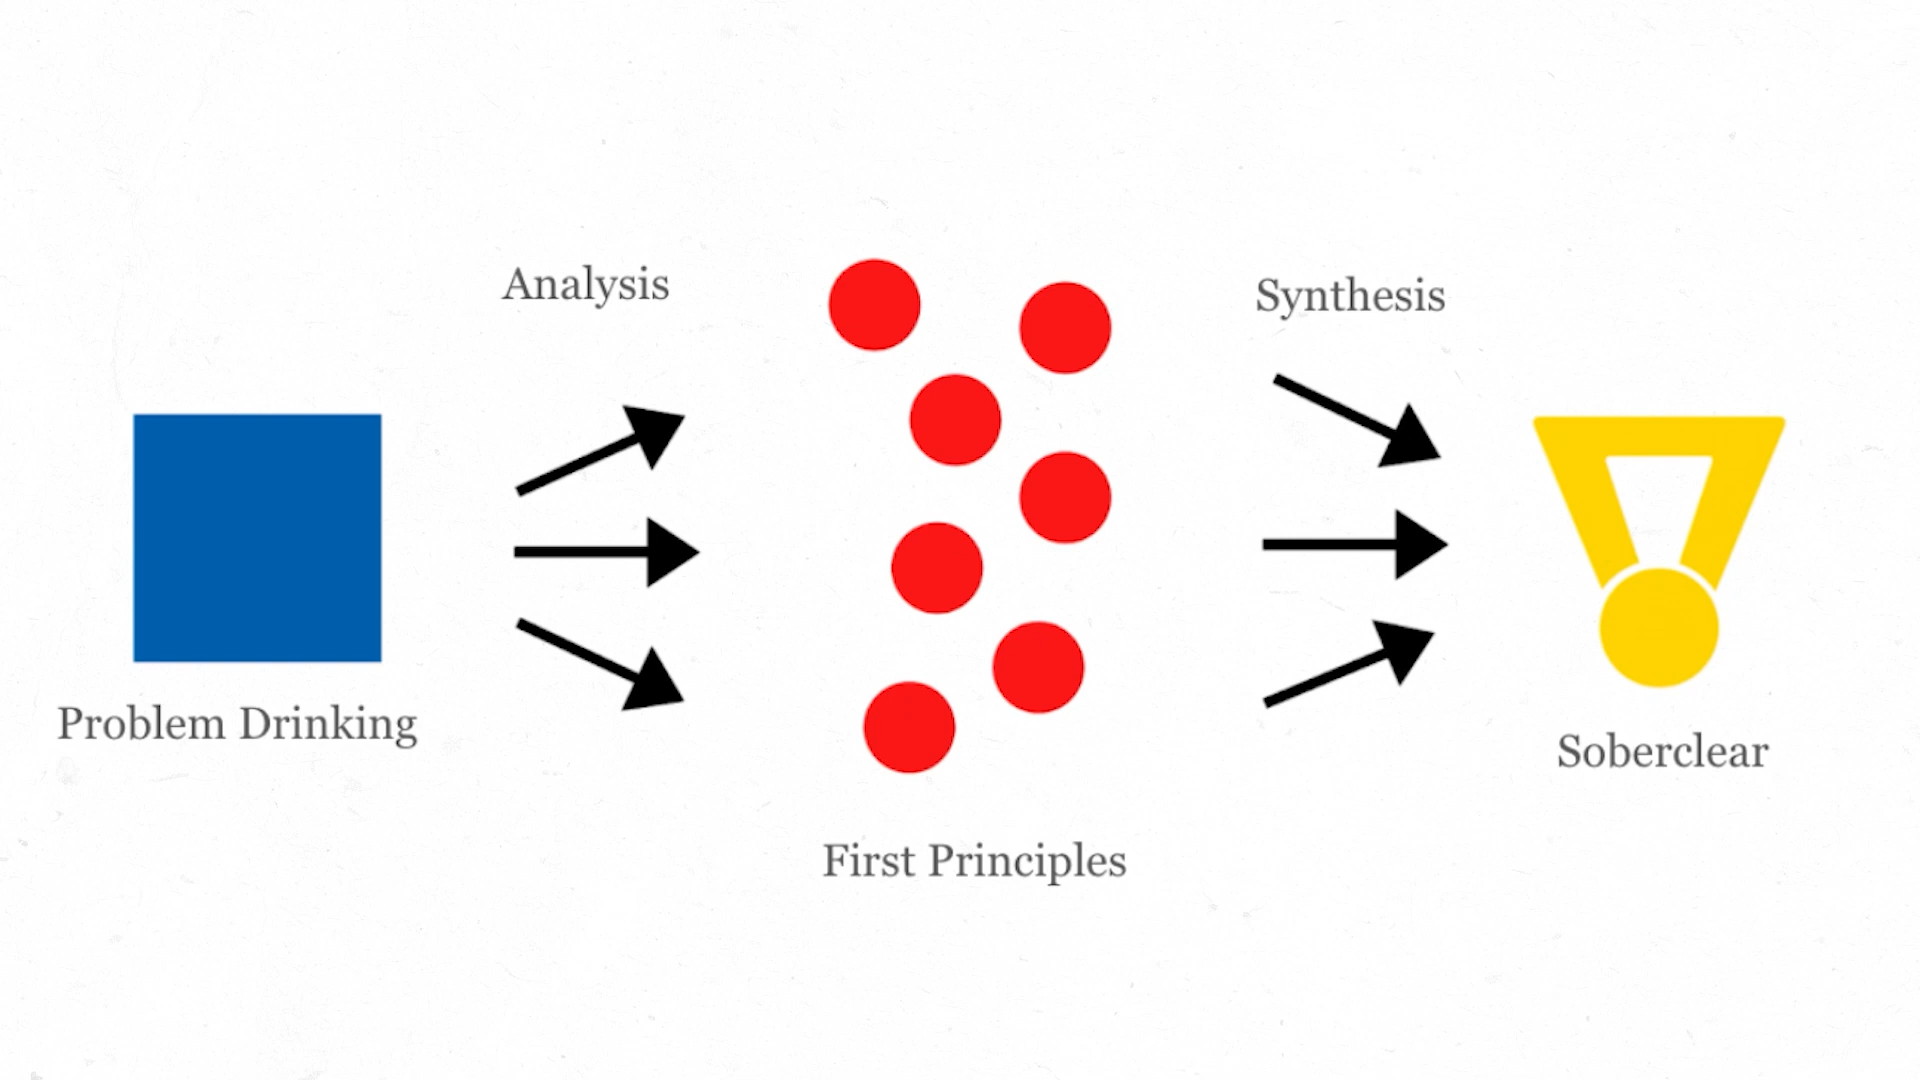 Analysis
Synthesis
Problem Drinking
Soberclear
First Principles